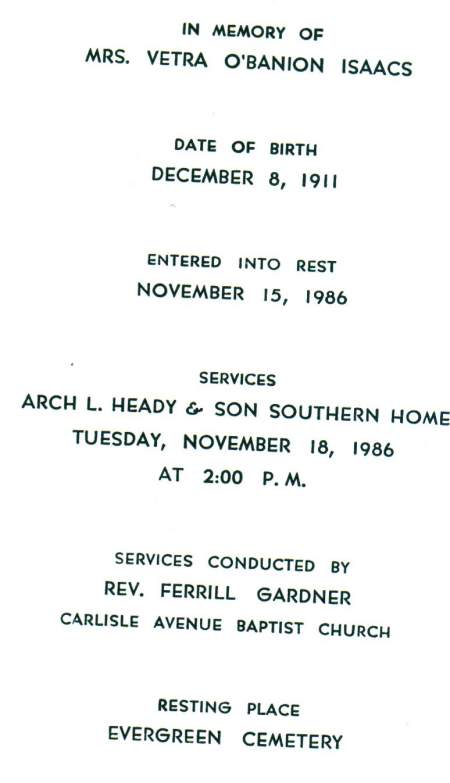 IN MEMORY OF
MRS. VETRA O'BANION ISAACS
DATE OF BIRTH
DECEMBER 8, 1911
ENTERED INTO REST
NOVEMBER 15, 1986
SERVICES
ARCH L. HEADY & SON SOUTHERN HOME
TUESDAY, NOVEMBER 18, 1986
AT 2:00 P. M.
SERVICES CONDUCTED BY
REV. FERRILL GARDNER
CARLISLE AVENUE BAPTIST CHURCH
RESTING PLACE
EVERGREEN CEMETERY